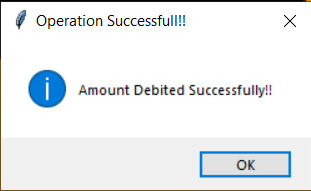 Operation Successfull!!
Amount Debited Successfully!!
OK